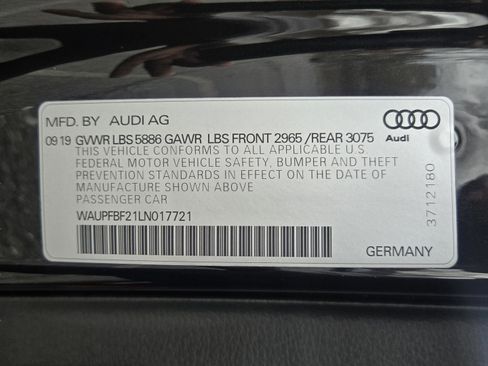 MFD. BY AUDI AG
09 19 GVWR LBS 5886 GAWR LBS FRONT 2965 /REAR 3075
THIS VEHICLE CONFORMS TO ALL APPLICABLE U.S.
FEDERAL MOTOR VEHICLE SAFETY, BUMPER AND THEFT
PREVENTION STANDARDS IN EFFECT ON THE DATE OF
MANUFACTURE SHOWN ABOVE
PASSENGER CAR
WAUPFBF21LN017721
Audi
3712180
GERMANY